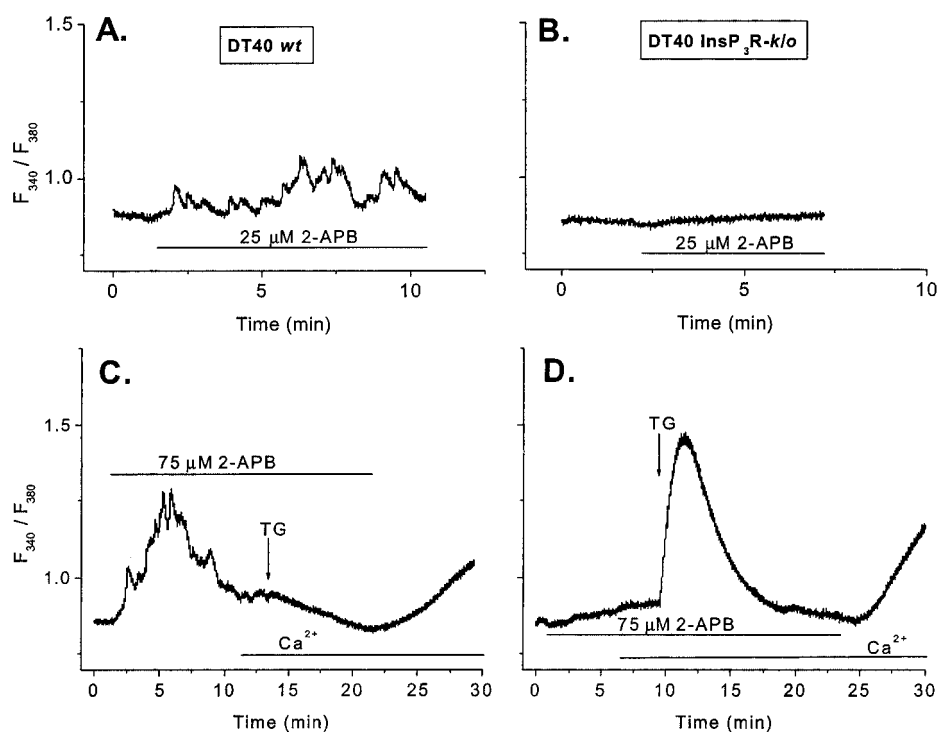 A.
DT40 wt
B.
DT40 InsP₃R-k/o
1.5
1.0
F₃₄₀ / F₃₈₀
25 μM 2-APB
25 μM 2-APB
0 5 10
0 5 10
Time (min)
Time (min)
C.
D.
1.5
1.0
F₃₄₀ / F₃₈₀
75 μM 2-APB
TG
TG
75 μM 2-APB
Ca²⁺
Ca²⁺
0 5 10 15 20 25 30
0 5 10 15 20 25 30
Time (min)
Time (min)